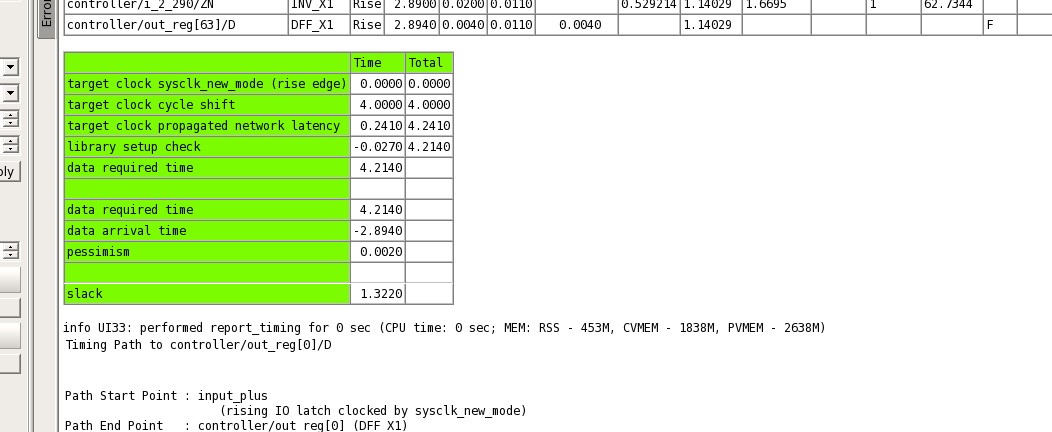 controller/i_2_290/ZN INV_X1 Rise 2.8900 0.0200 0.0110 0.529214 1.14029 1.6695 1 62.7344
controller/out_reg[63]/D DFF_X1 Rise 2.8940 0.0040 0.0110 0.0040 1.14029 F
Time Total
target clock sysclk_new_mode (rise edge) 0.0000 0.0000
target clock cycle shift 4.0000 4.0000
target clock propagated network latency 0.2410 4.2410
library setup check -0.0270 4.2140
data required time 4.2140
data required time 4.2140
data arrival time -2.8940
pessimism 0.0020
slack 1.3220
info UI33: performed report_timing for 0 sec (CPU time: 0 sec; MEM: RSS - 453M, CVMEM - 1838M, PVMEM - 2638M)
Timing Path to controller/out_reg[0]/D
Path Start Point : input_plus
(rising IO latch clocked by sysclk_new_mode)
Path End Point : controller/out_reg[0] (DFF_X1)